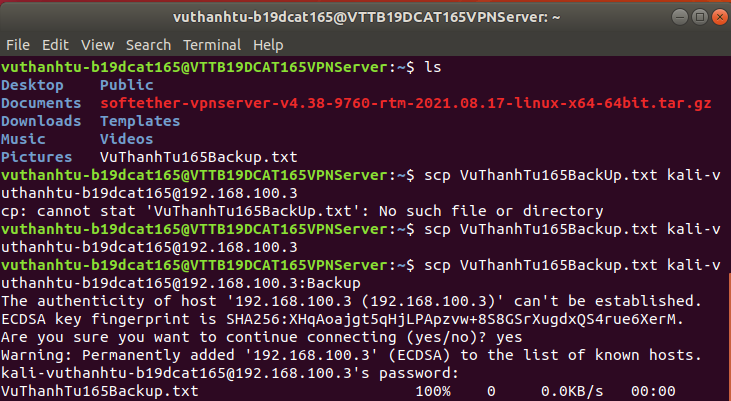 vuthanhtu-b19dcat165@VTTB19DCAT165VPNServer: ~
File Edit View Search Terminal Help
vuthanhtu-b19dcat165@VTTB19DCAT165VPNServer:~$ ls
Desktop Public
Documents softether-vpnserver-v4.38-9760-rtm-2021.08.17-linux-x64-64bit.tar.gz
Downloads Templates
Music Videos
Pictures VuThanhTu165Backup.txt
vuthanhtu-b19dcat165@VTTB19DCAT165VPNServer:~$ scp VuThanhTu165BackUp.txt kali-v
uthanhtu-b19dcat165@192.168.100.3
cp: cannot stat 'VuThanhTu165BackUp.txt': No such file or directory
vuthanhtu-b19dcat165@VTTB19DCAT165VPNServer:~$ scp VuThanhTu165Backup.txt kali-v
uthanhtu-b19dcat165@192.168.100.3
vuthanhtu-b19dcat165@VTTB19DCAT165VPNServer:~$ scp VuThanhTu165Backup.txt kali-v
uthanhtu-b19dcat165@192.168.100.3:Backup
The authenticity of host '192.168.100.3 (192.168.100.3)' can't be established.
ECDSA key fingerprint is SHA256:XHqAoajgt5qHjLPApzvw+8S8GSrXugdxQS4rue6XerM.
Are you sure you want to continue connecting (yes/no)? yes
Warning: Permanently added '192.168.100.3' (ECDSA) to the list of known hosts.
kali-vuthanhtu-b19dcat165@192.168.100.3's password:
VuThanhTu165Backup.txt 100% 0 0.0KB/s 00:00